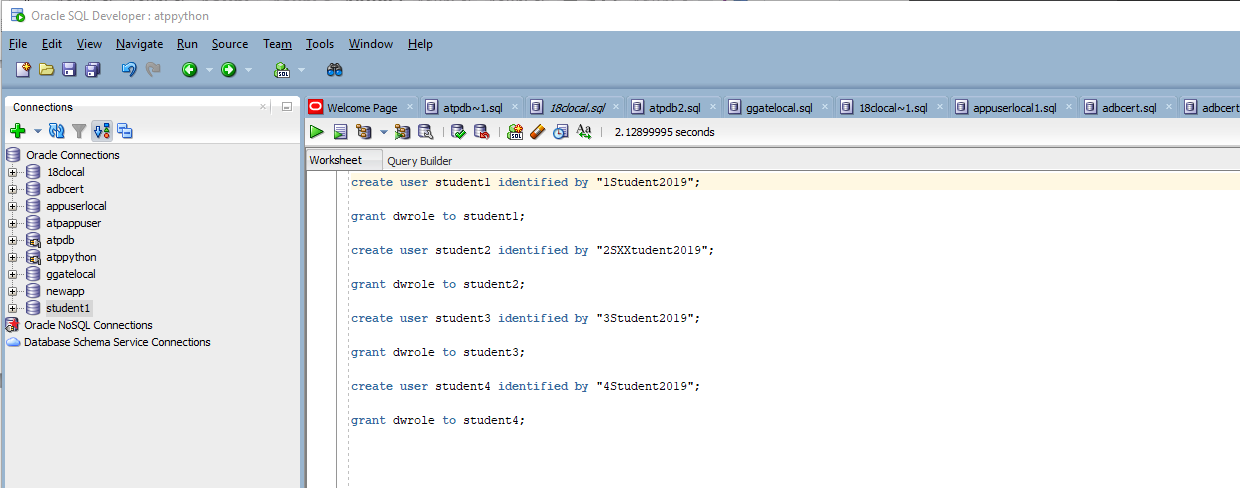 Oracle SQL Developer : atppython
File Edit View Navigate Run Source Team Tools Window Help
Connections
Welcome Page atpdb~1.sql 18clocal.sql atpdb2.sql ggatelocal.sql 18clocal~1.sql appuserlocal1.sql adbcert.sql adbcert
2.12899995 seconds
Worksheet Query Builder
Oracle Connections
18clocal
adbcert
appuserlocal
atpappuser
atpdb
atppython
ggatelocal
newapp
student1
Oracle NoSQL Connections
Database Schema Service Connections
create user student1 identified by "1Student2019";
grant dwrole to student1;
create user student2 identified by "2SXXtudent2019";
grant dwrole to student2;
create user student3 identified by "3Student2019";
grant dwrole to student3;
create user student4 identified by "4Student2019";
grant dwrole to student4;